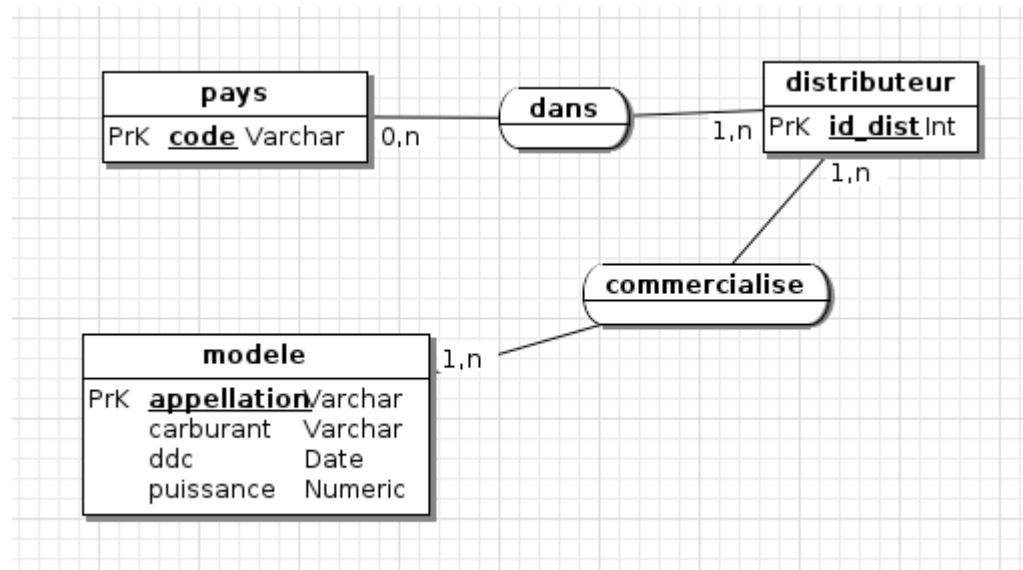 pays
PrK code Varchar
0,n
dans
1,n
distributeur
PrK id_dist Int
1,n
commercialise
1,n
modele
PrK appellation Varchar
carburant Varchar
ddc Date
puissance Numeric